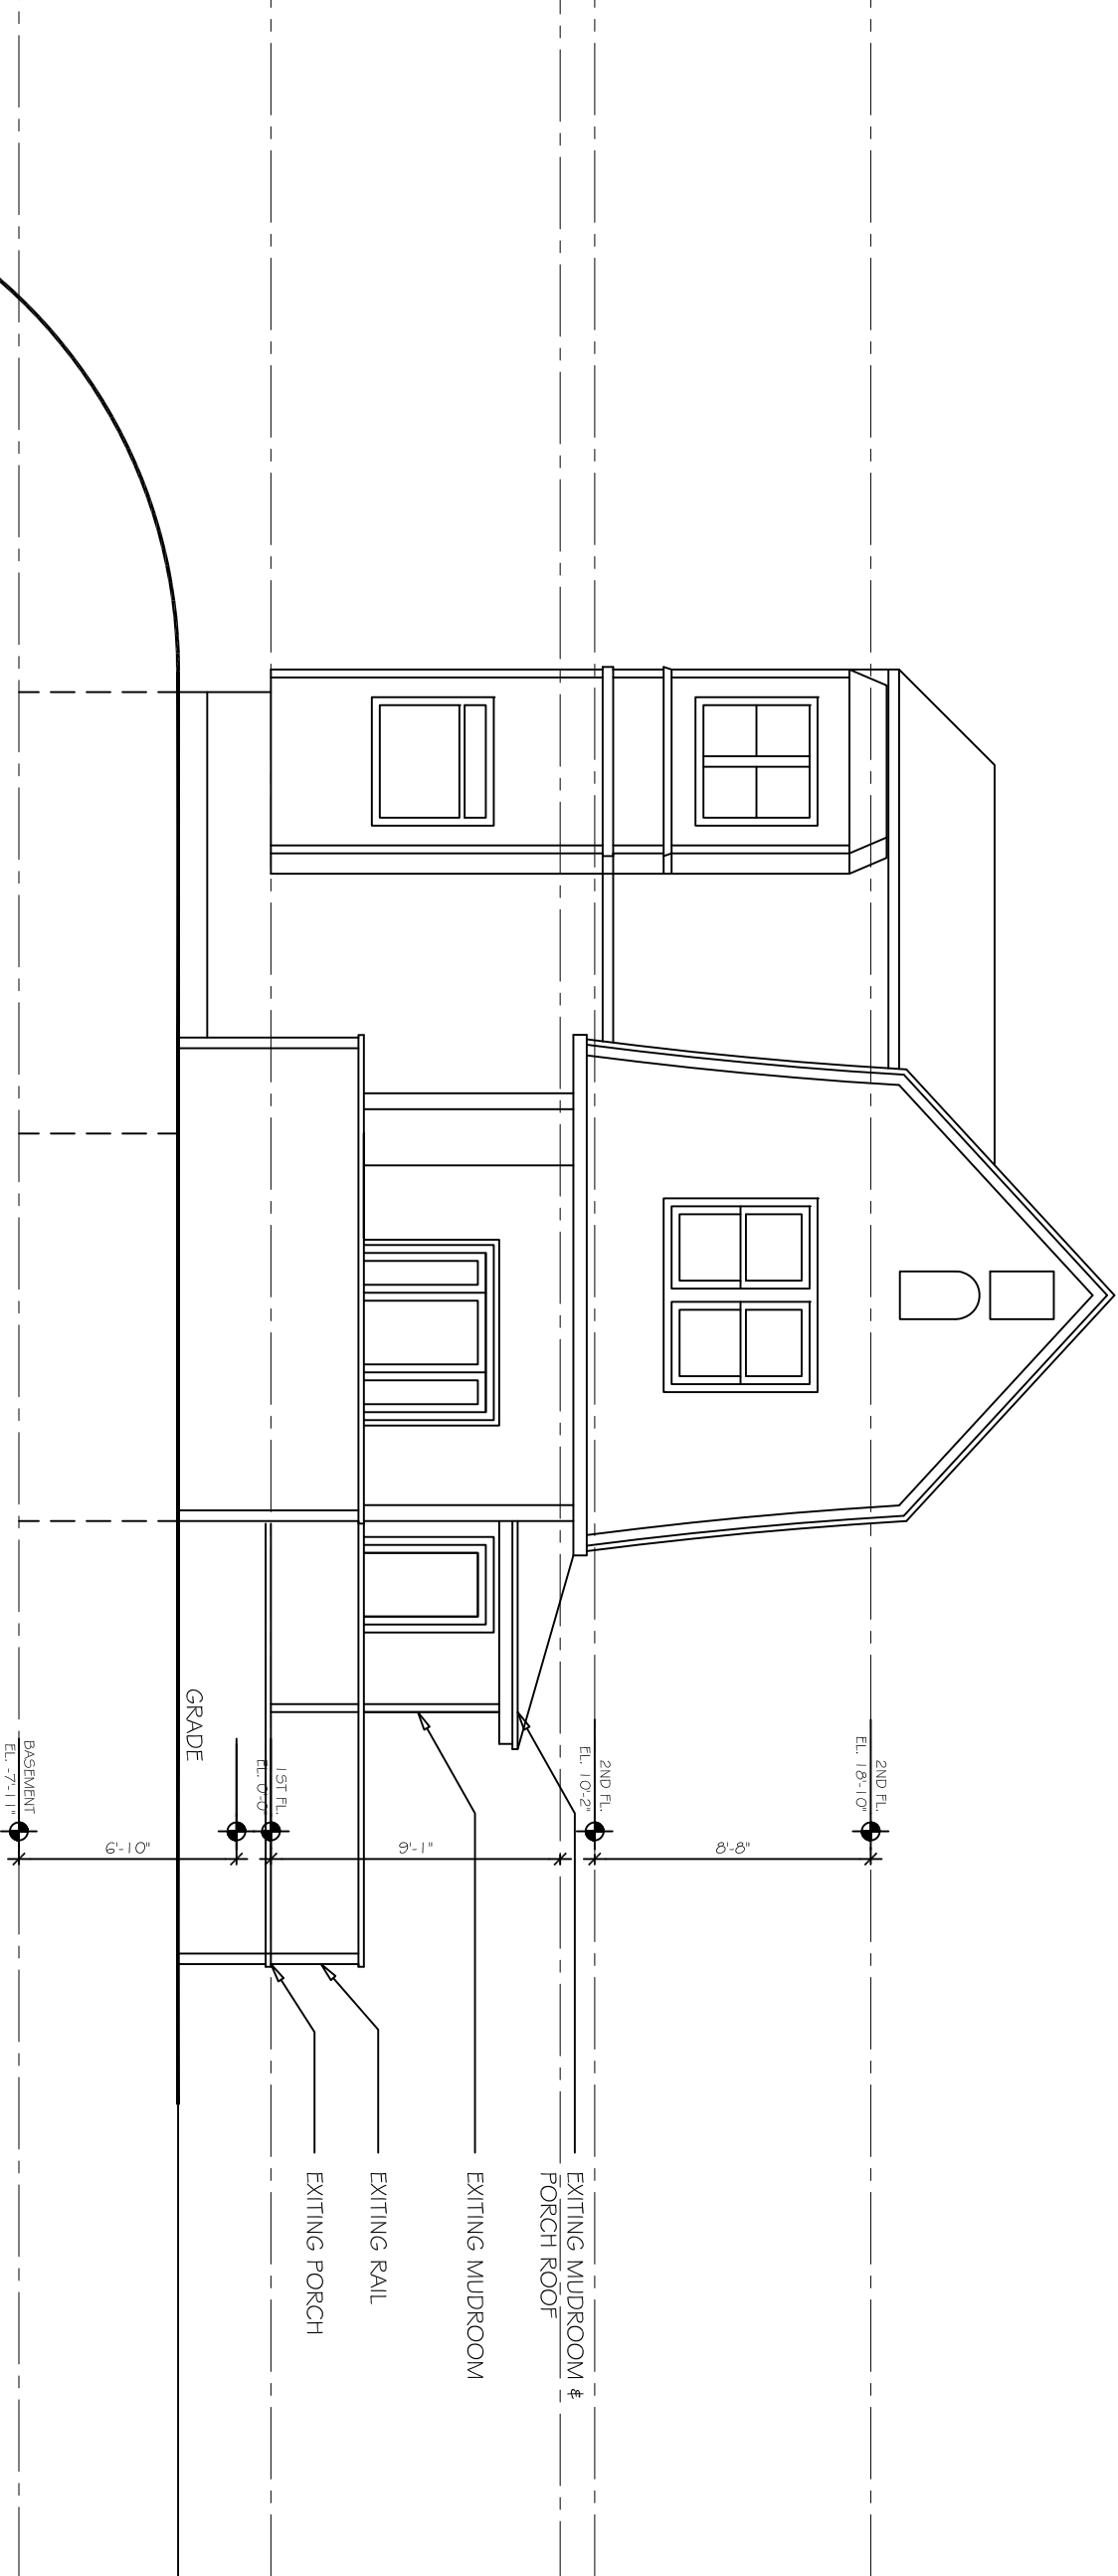 2ND FL.
EL. 18'-10"
8'-8"
2ND FL.
EL. 10'-2"
EXITING MUDROOM &
PORCH ROOF
9'-1"
EXITING MUDROOM
EXITING RAIL
EXITING PORCH
1ST FL.
EL. 0'-0"
GRADE
6'-10"
BASEMENT
EL. -7'-11"